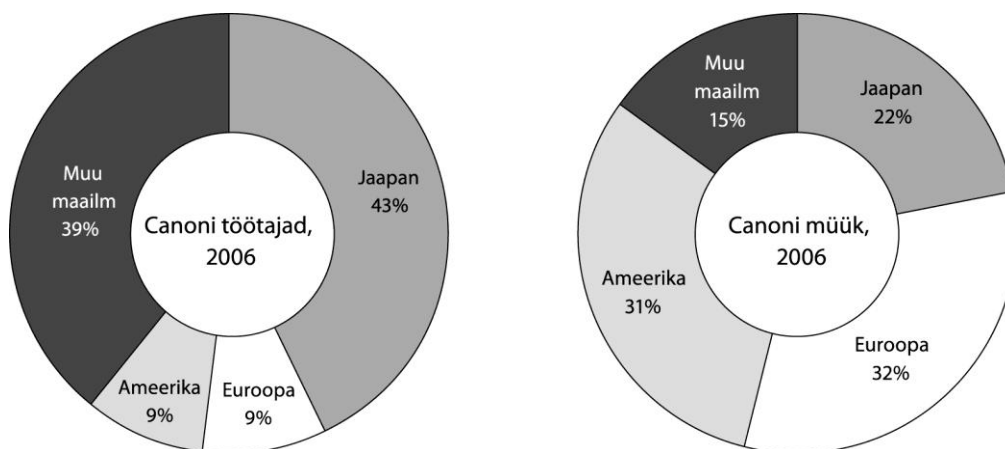 Muu
maailm
39%
Jaapan
43%
Canoni töötajad,
2006
Ameerika
9%
Euroopa
9%
Muu
maailm
15%
Jaapan
22%
Canoni müük,
2006
Ameerika
31%
Euroopa
32%